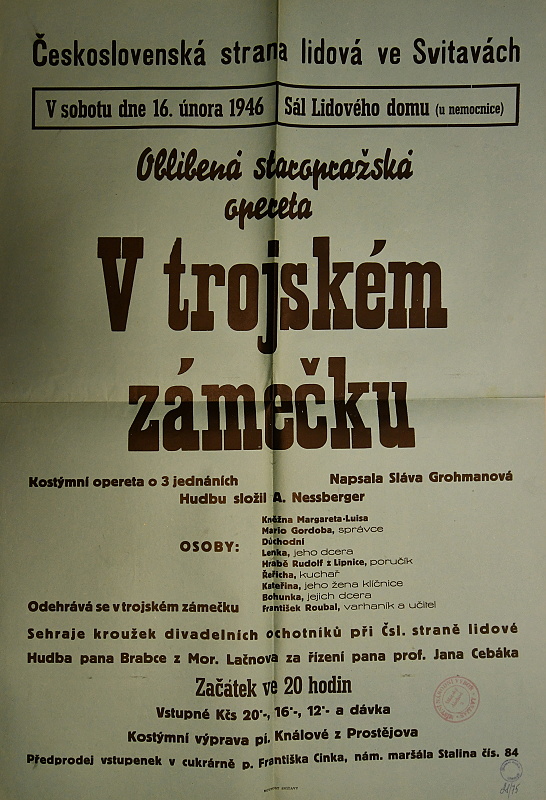 Československá strana lidová ve Svitavách
V sobotu dne 16. února 1946 Sál Lidového domu (u nemocnice)
Oblíbená staropražská
opereta
V trojském
zámečku
Kostýmní opereta o 3 jednáních Napsala Sláva Grohmanová
Hudbu složil A. Nessberger
OSOBY:
Kněžna Margareta-Luisa
Mario Gordoba, správce
Důchodní
Lenka, jeho dcera
Hrabě Rudolf z Lipnice, poručík
Řeřicha, kuchař
Kateřina, jeho žena klíčnice
Bohunka, jejich dcera
František Roubal, varhaník a učitel
Odehrává se v trojském zámečku
Sehraje kroužek divadelních ochotníků při Čsl. straně lidové
Hudba pana Brabce z Mor. Lačnova za řízení pana prof. Jana Cebáka
Začátek ve 20 hodin
Vstupné Kčs 20·-, 16·-, 12·- a dávka
Kostýmní výprava pí. Králové z Prostějova
Předprodej vstupenek v cukrárně p. Františka Cinka, nám. maršála Stalina čís. 84